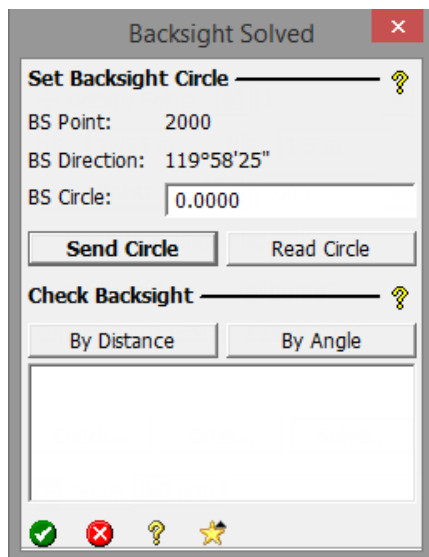 Backsight Solved
Set Backsight Circle
BS Point: 2000
BS Direction: 119°58'25"
BS Circle: 0.0000
Send Circle Read Circle
Check Backsight
By Distance By Angle